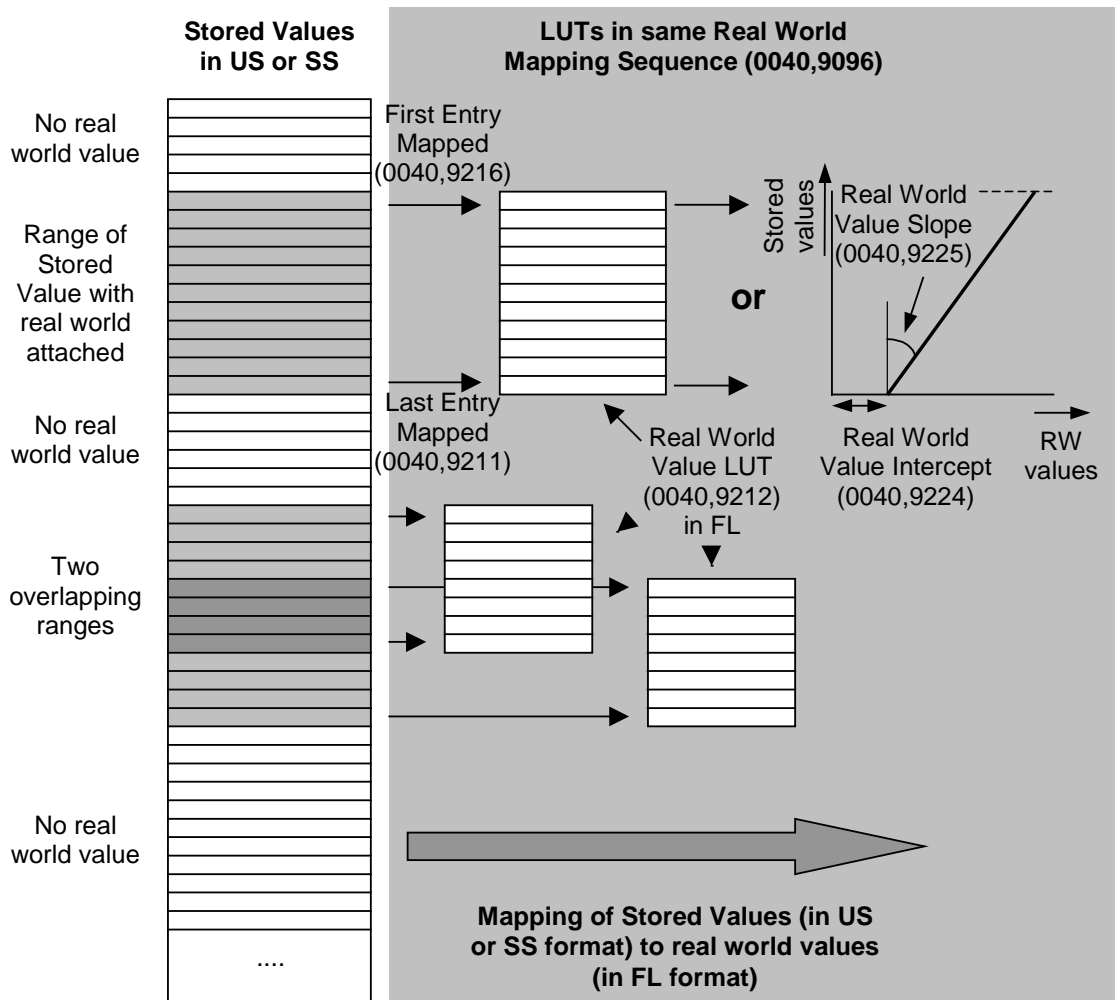 Stored Values
in US or SS
LUTs in same Real World
Mapping Sequence (0040,9096)
No real
world value
First Entry
Mapped
(0040,9216)
Range of
Stored
Value with
real world
attached
or
Stored
values
Real World
Value Slope
(0040,9225)
No real
world value
Last Entry
Mapped
(0040,9211)
Real World
Value LUT
(0040,9212)
in FL
Real World
Value Intercept
(0040,9224)
RW
values
Two
overlapping
ranges
No real
world value
Mapping of Stored Values (in US
or SS format) to real world values
(in FL format)
....